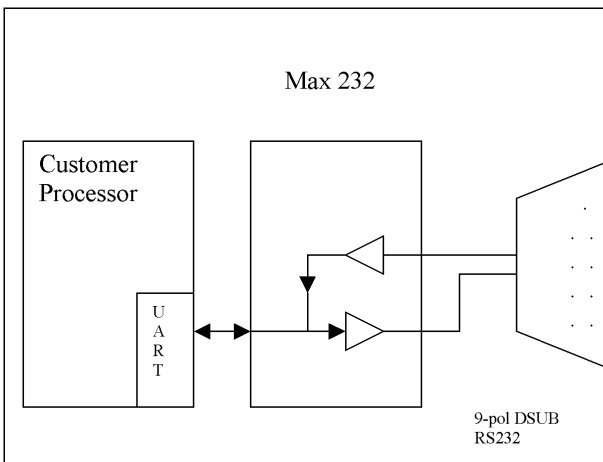 Max 232
Customer
Processor
U
A
R
T
9-pol DSUB
RS232